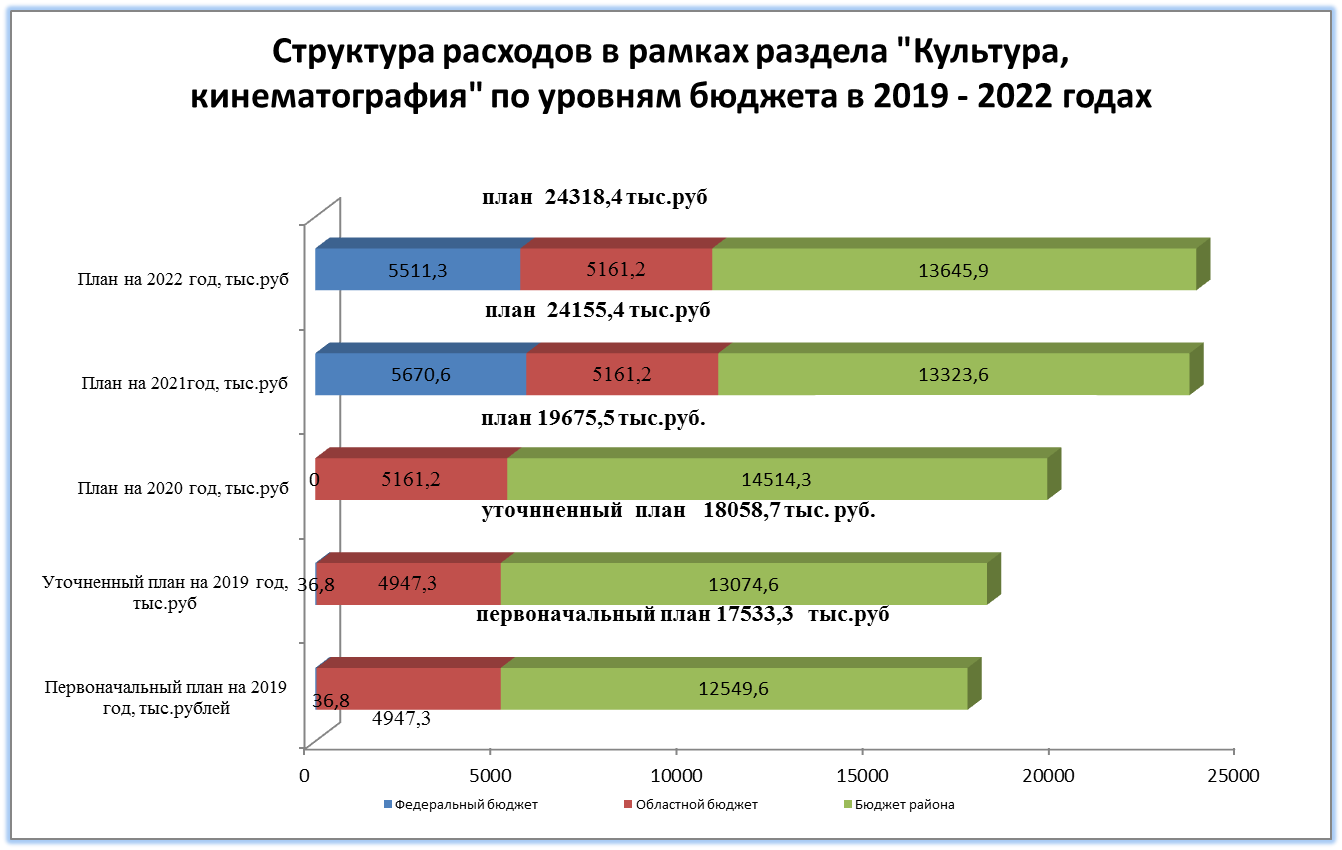 Структура расходов в рамках раздела "Культура,
кинематография" по уровням бюджета в 2019 - 2022 годах
план 24318,4 тыс.руб
План на 2022 год, тыс.руб
5511,3
5161,2
13645,9
план 24155,4 тыс.руб
План на 2021год, тыс.руб
5670,6
5161,2
13323,6
план 19675,5 тыс.руб.
План на 2020 год, тыс.руб
0
5161,2
14514,3
уточнненный план 18058,7 тыс. руб.
Уточненный план на 2019 год,
тыс.руб
36,8
4947,3
13074,6
первоначальный план 17533,3 тыс.руб
Первоначальный план на 2019
год, тыс.рублей
36,8
4947,3
12549,6
0
5000
10000
15000
20000
25000
Федеральный бюджет
Областной бюджет
Бюджет района